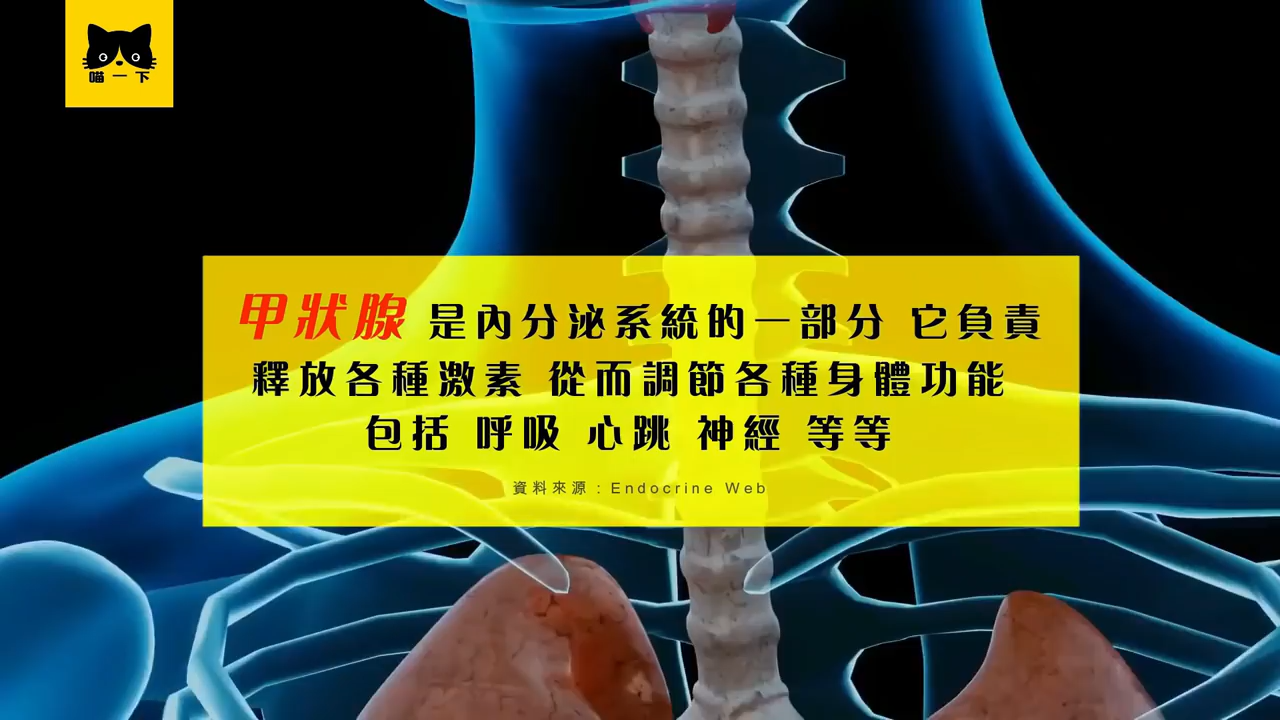 喵一下
甲狀腺 是內分泌系統的一部分 它負責
釋放各種激素 從而調節各種身體功能
包括 呼吸 心跳 神經 等等
資料來源：Endocrine Web